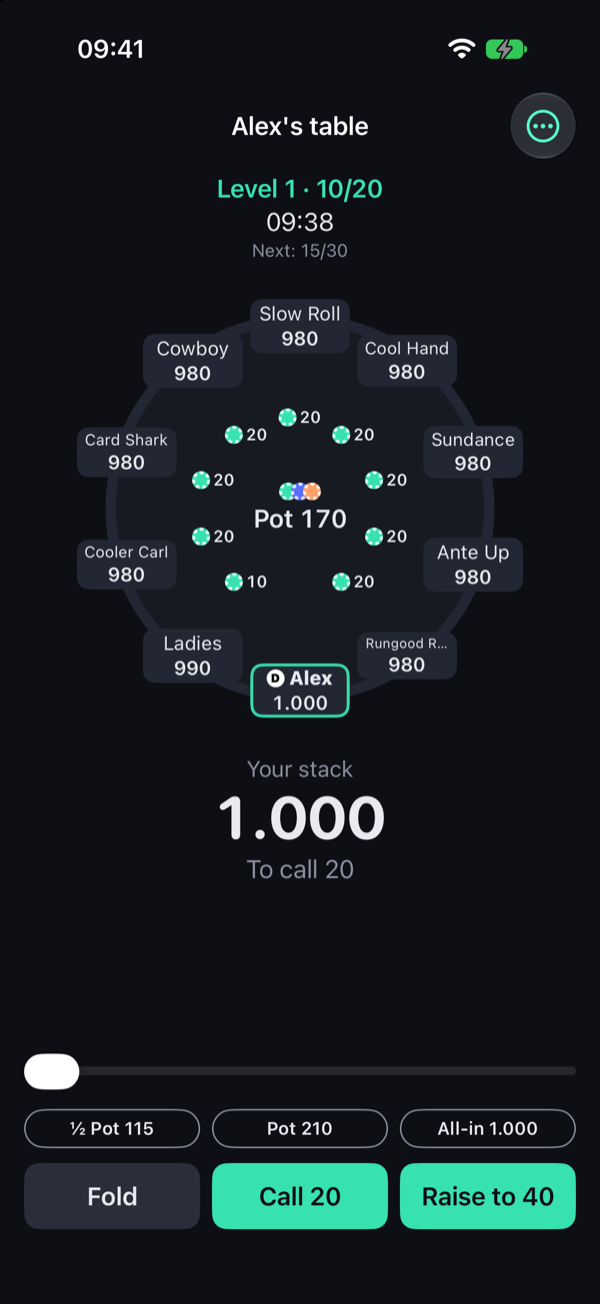 09:41
Alex's table
Level 1 · 10/20
09:38
Next: 15/30
Slow Roll
980
Cowboy
980
Cool Hand
980
20
20
20
Card Shark
980
Sundance
980
20
20
Pot 170
20
20
Cooler Carl
980
Ante Up
980
10
20
Ladies
990
Rungood R...
980
D Alex
1.000
Your stack
1.000
To call 20
½ Pot 115
Pot 210
All-in 1.000
Fold
Call 20
Raise to 40